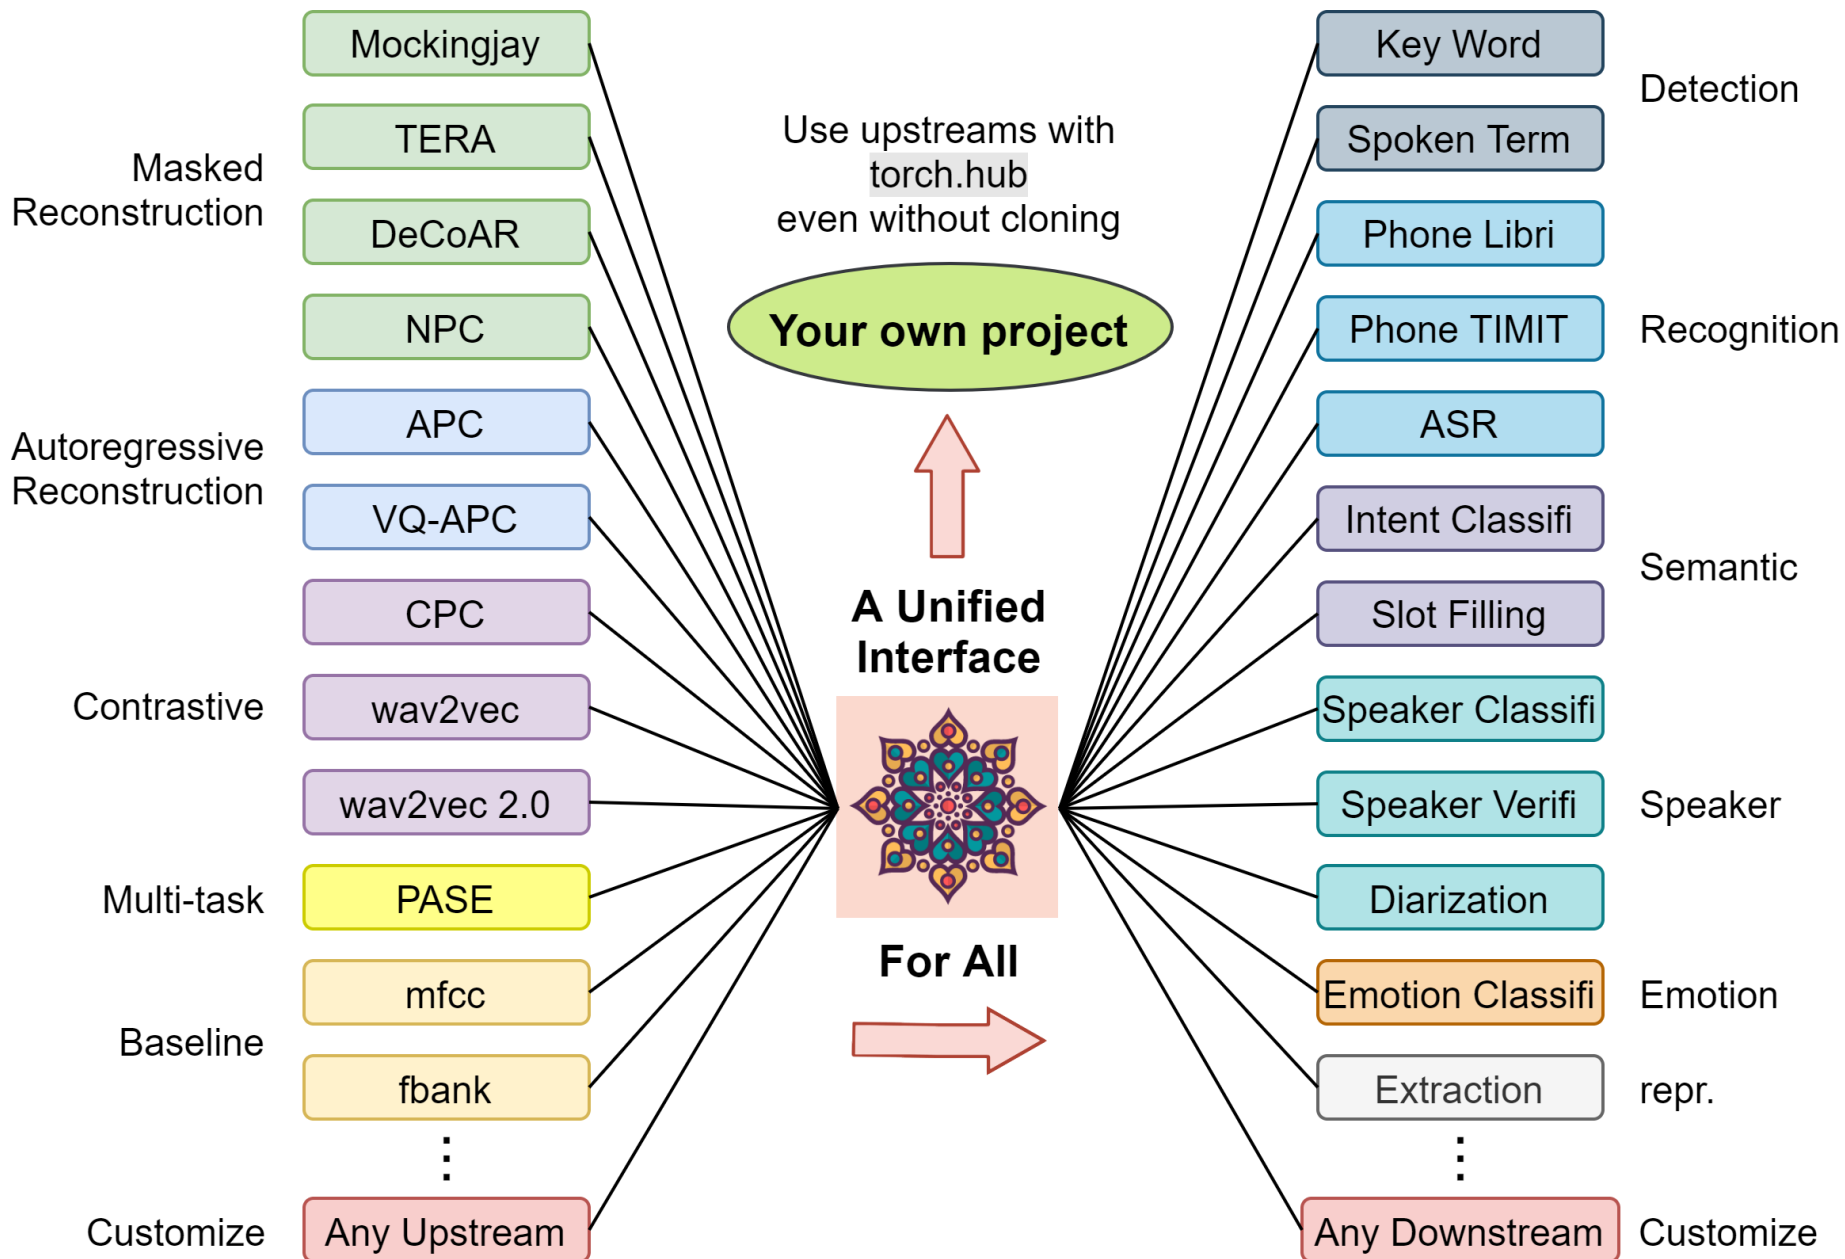 Masked
Reconstruction
Autoregressive
Reconstruction
Contrastive
Multi-task
Baseline
Customize
Mockingjay
TERA
DeCoAR
NPC
APC
VQ-APC
CPC
wav2vec
wav2vec 2.0
PASE
mfcc
fbank
Any Upstream
Use upstreams with
torch.hub
even without cloning
Your own project
A Unified
Interface
For All
Key Word
Spoken Term
Phone Libri
Phone TIMIT
ASR
Intent Classifi
Slot Filling
Speaker Classifi
Speaker Verifi
Diarization
Emotion Classifi
Extraction
Any Downstream
Detection
Recognition
Semantic
Speaker
Emotion
repr.
Customize